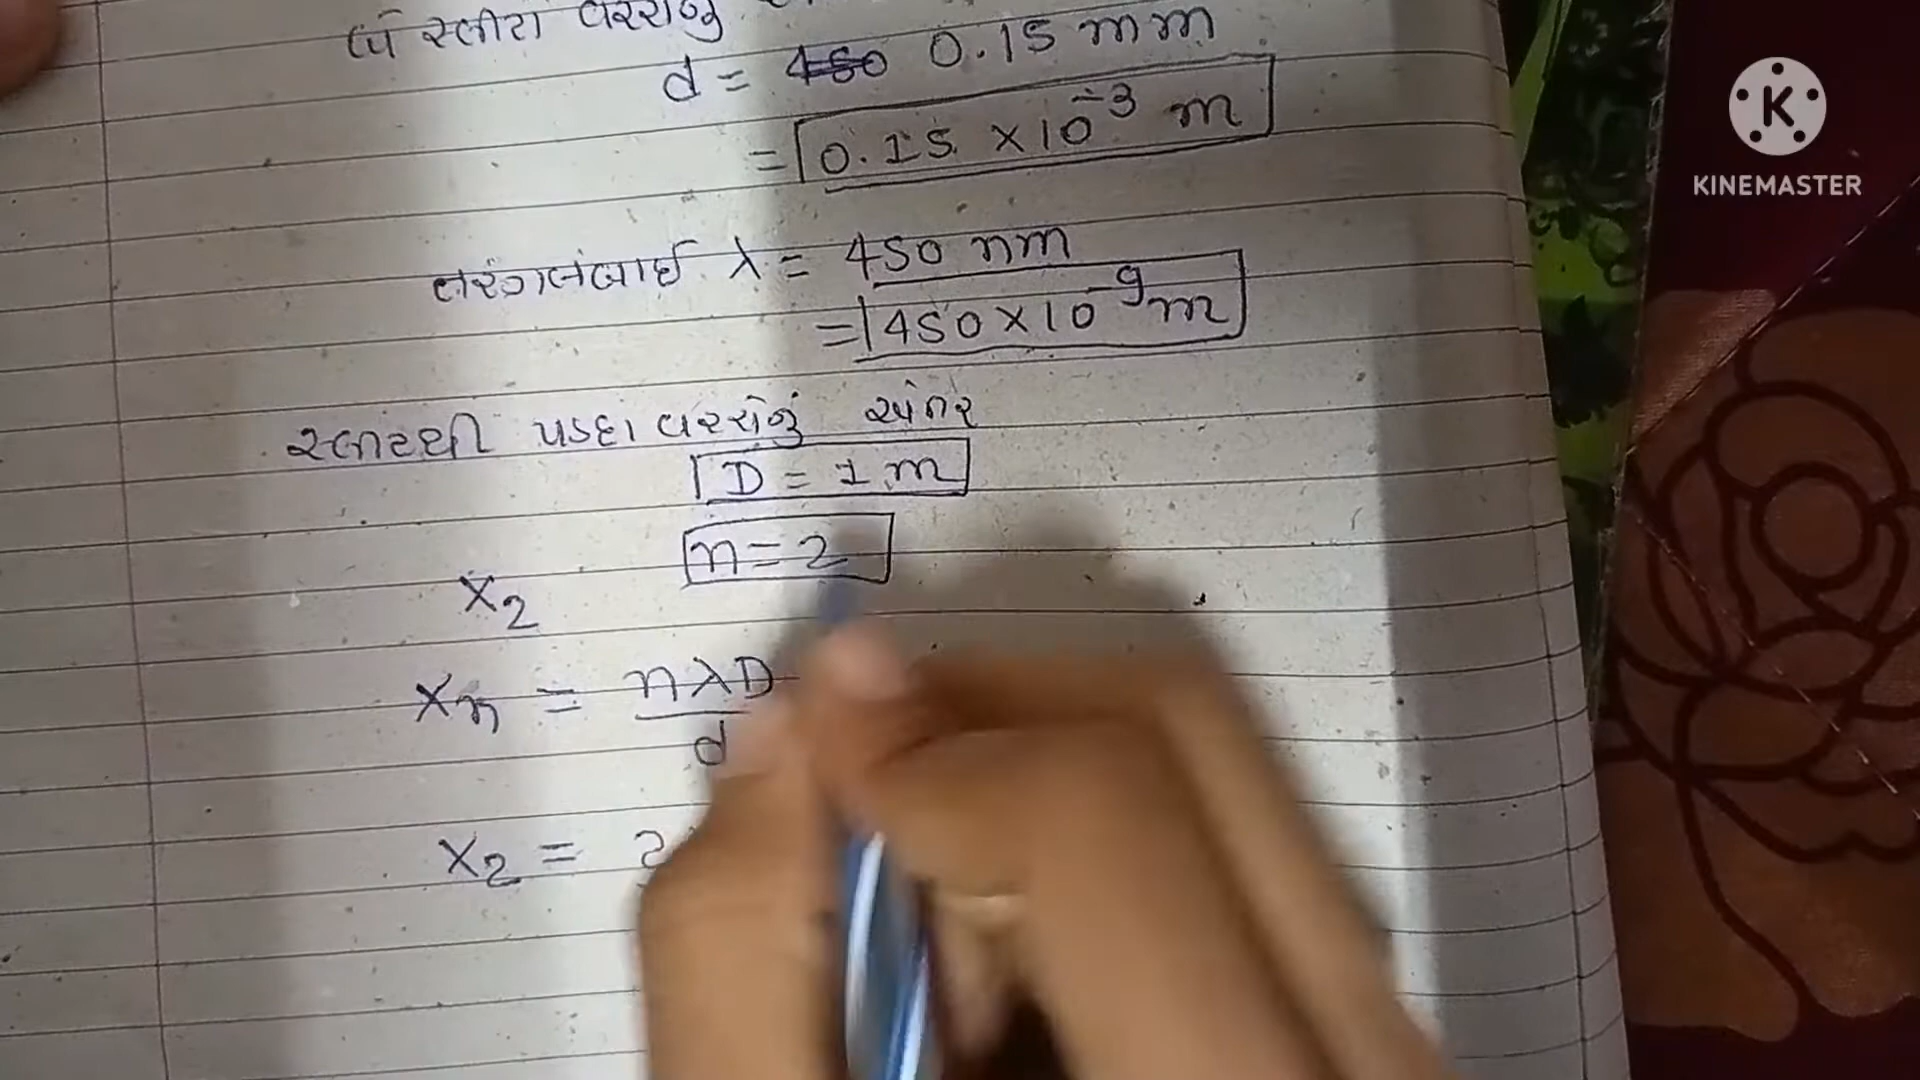 બે સ્લીટો વચ્ચેનું
d = 450 0.15 mm
= 0.15 × 10⁻³ m
તરંગલંબાઈ λ = 450 nm
= 450 × 10⁻⁹ m
સ્લીટથી પડદા વચ્ચેનું અંતર
D = 1 m
n = 2
x₂
xₙ = nλD / d
x₂ = 2
K
KINEMASTER